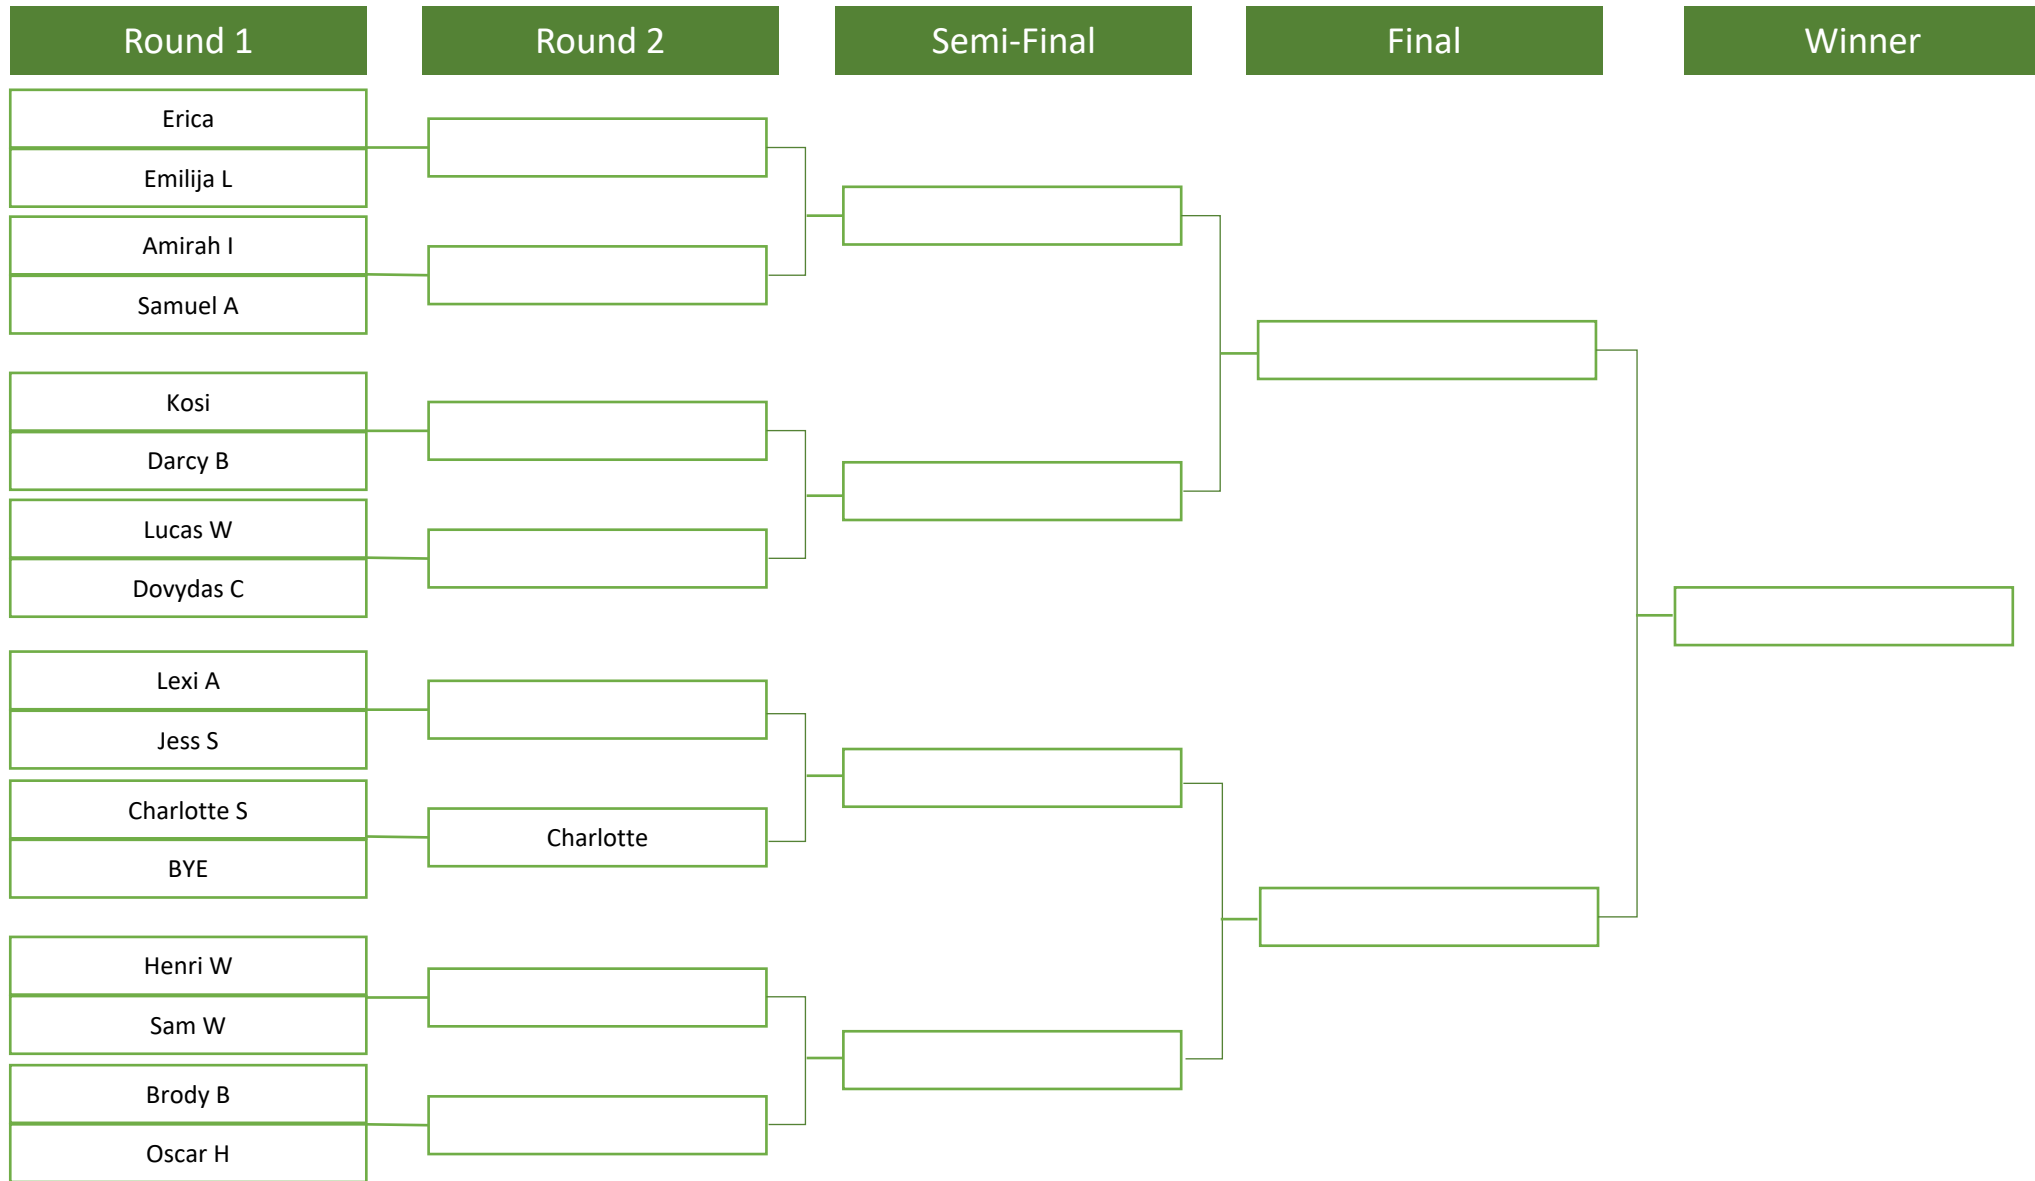 Round 1
Round 2
Semi-Final
Final
Winner
Erica
Emilija L
Amirah I
Samuel A
Kosi
Darcy B
Lucas W
Dovydas C
Lexi A
Jess S
Charlotte S
Charlotte
BYE
Henri W
Sam W
Brody B
Oscar H